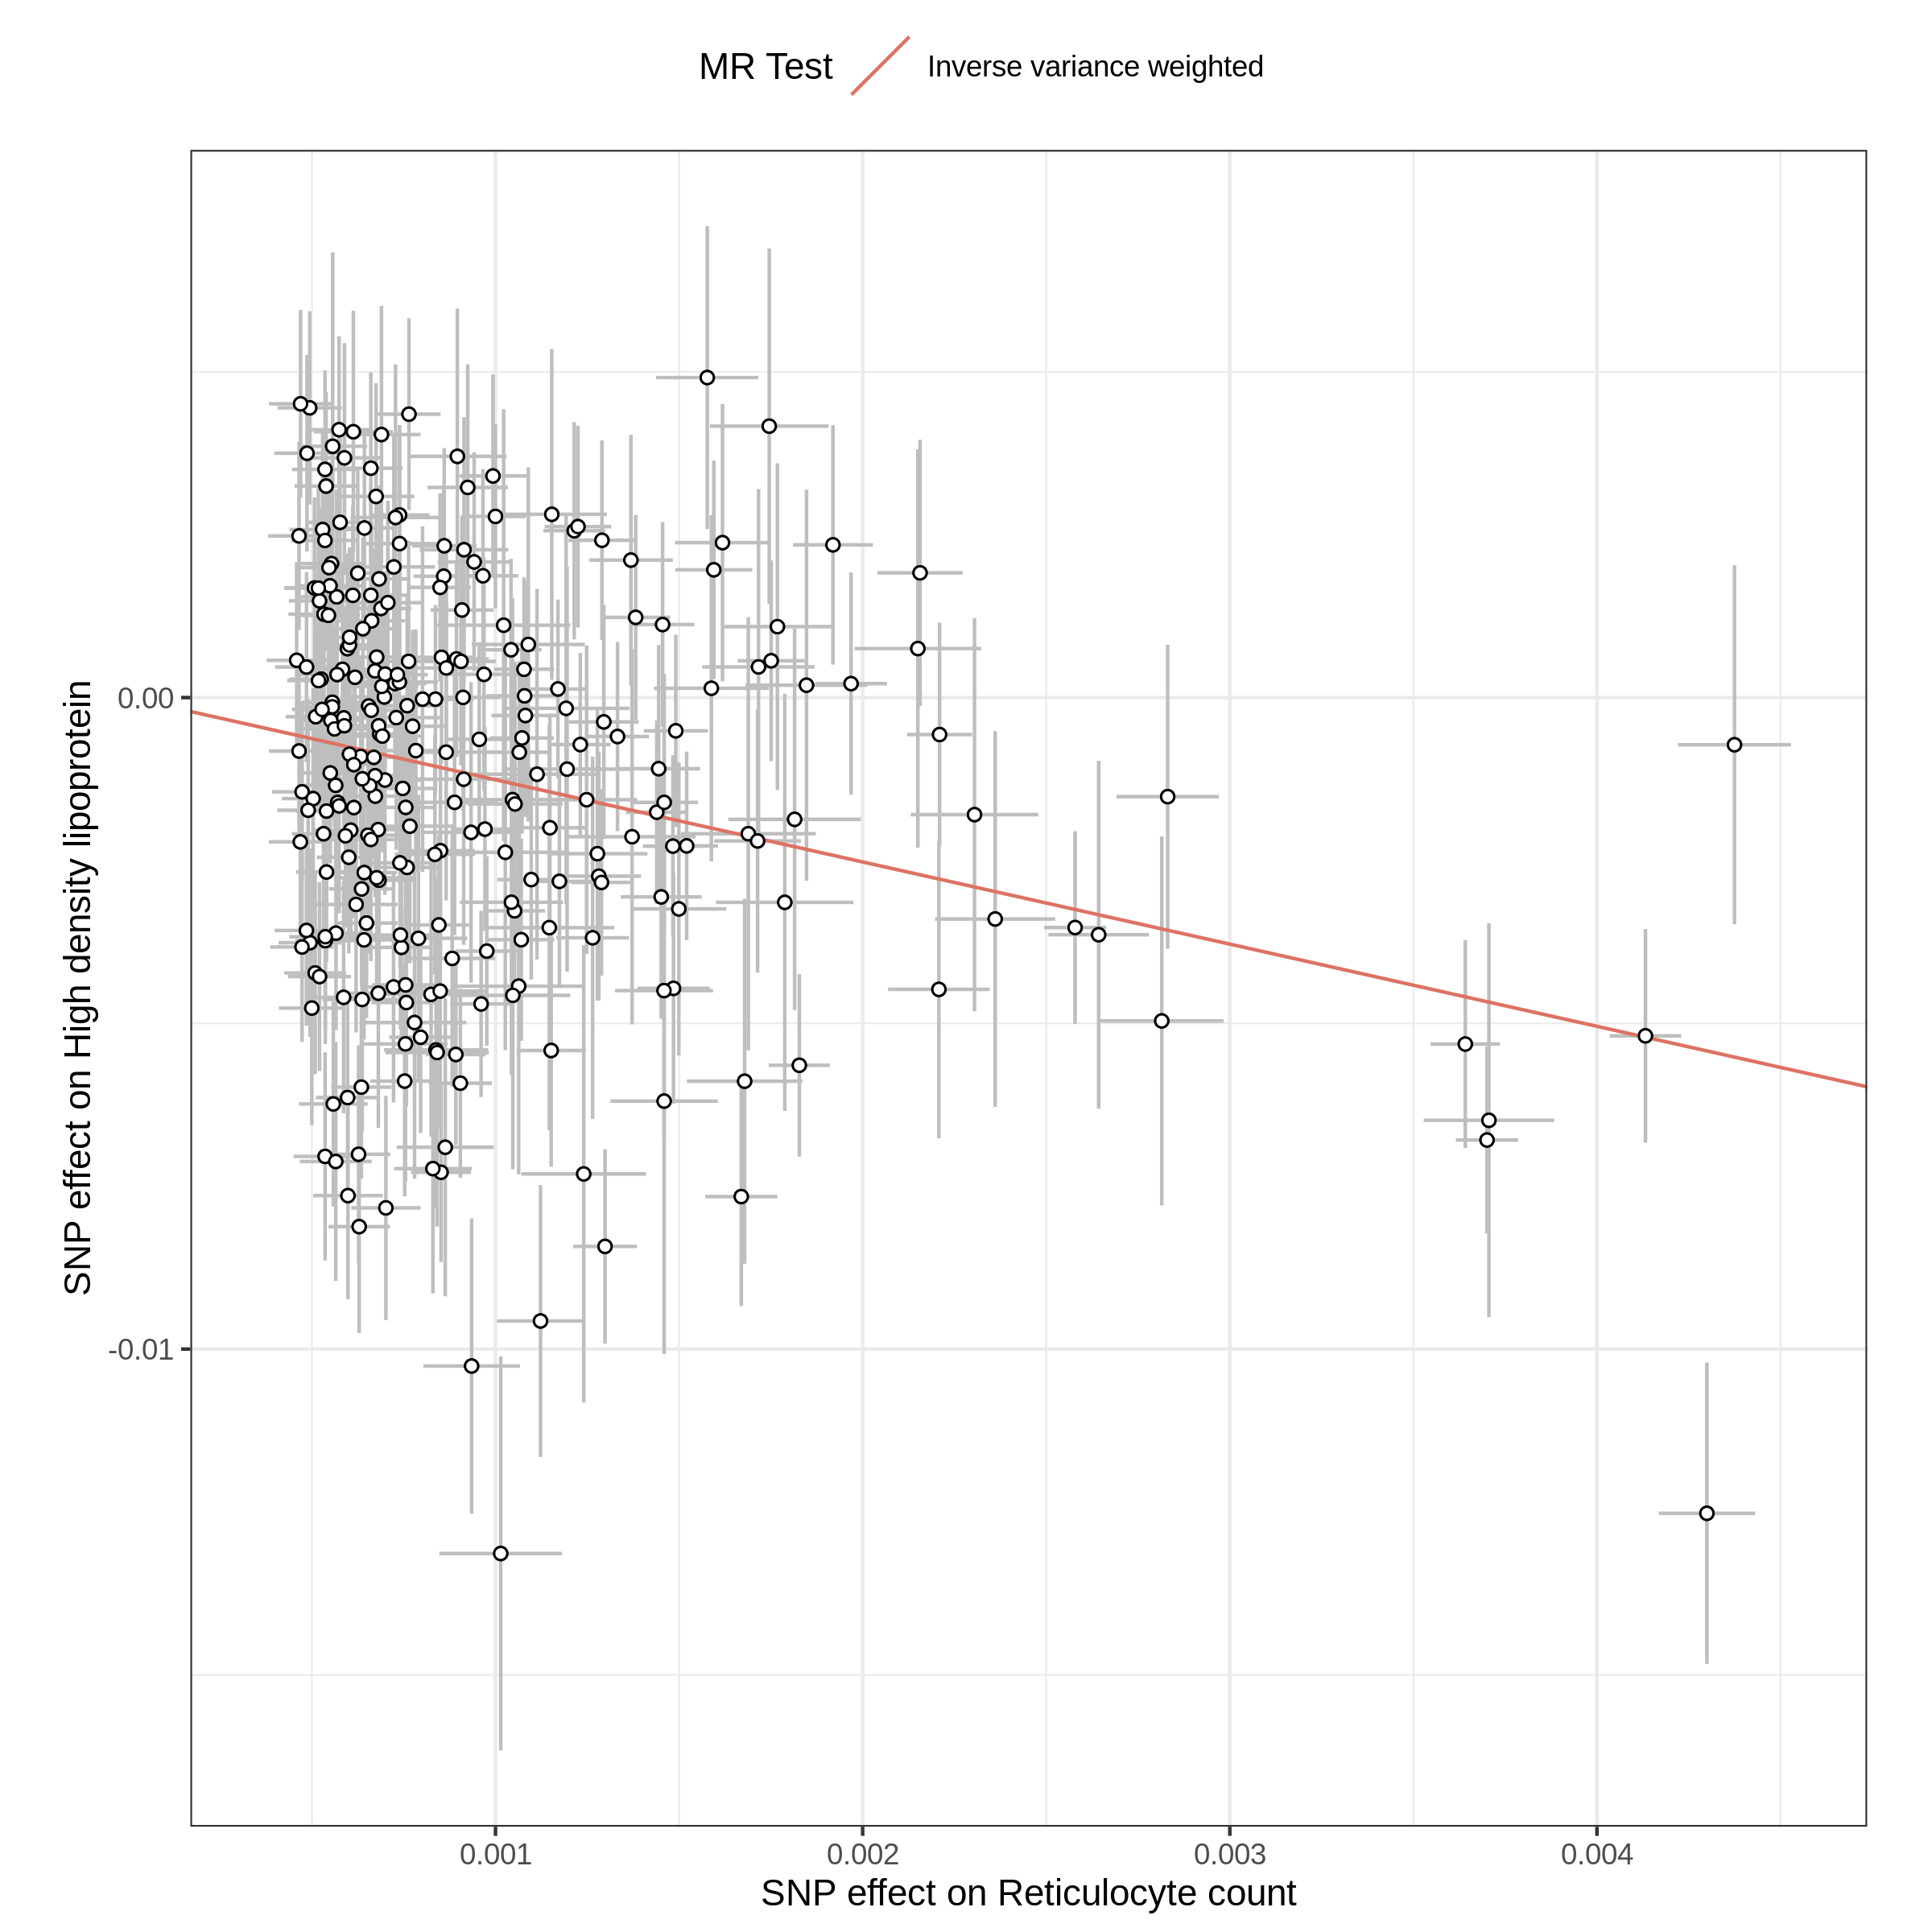 MR Test
Inverse variance weighted
SNP effect on High density lipoprotein
0.00
-0.01
0.001
0.002
0.003
0.004
SNP effect on Reticulocyte count